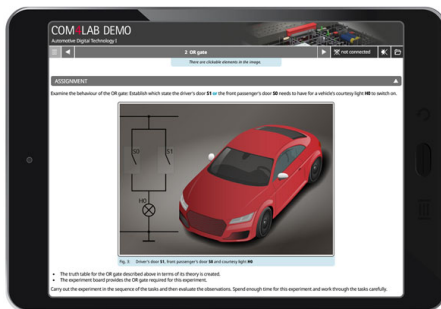 COM4LAB DEMO
Automotive Digital Technology I
2 OR gate
not connected
There are clickable elements in the image.
ASSIGNMENT
Examine the behaviour of the OR gate: Establish which state the driver's door S1 or the front passenger's door S0 needs to have for a vehicle's courtesy light H0 to switch on.
S0
S1
H0
Fig. 3: Driver's door S1, front passenger's door S0 and courtesy light H0
The truth table for the OR gate described above in terms of its theory is created.
The experiment board provides the OR gate required for this experiment.
Carry out the experiment in the sequence of the tasks and then evaluate the observations. Spend enough time for this experiment and work through the tasks carefully.